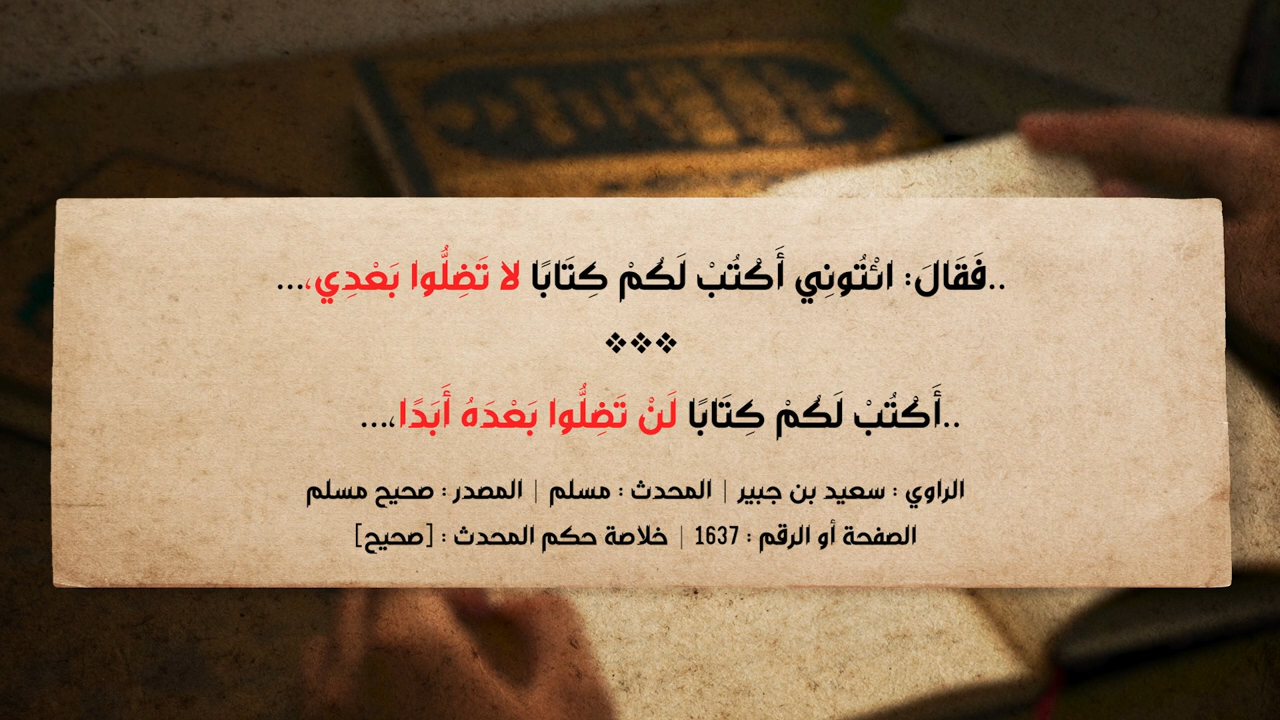 ..فَقَالَ: ائْتُونِي أَكْتُبْ لَكُمْ كِتَابًا لا تَضِلُّوا بَعْدِي،...
❖❖❖
..أَكْتُبْ لَكُمْ كِتَابًا لَنْ تَضِلُّوا بَعْدَهُ أَبَدًا،...
الراوي : سعيد بن جبير | المحدث : مسلم | المصدر : صحيح مسلم
الصفحة أو الرقم : 1637 | خلاصة حكم المحدث : [صحيح]